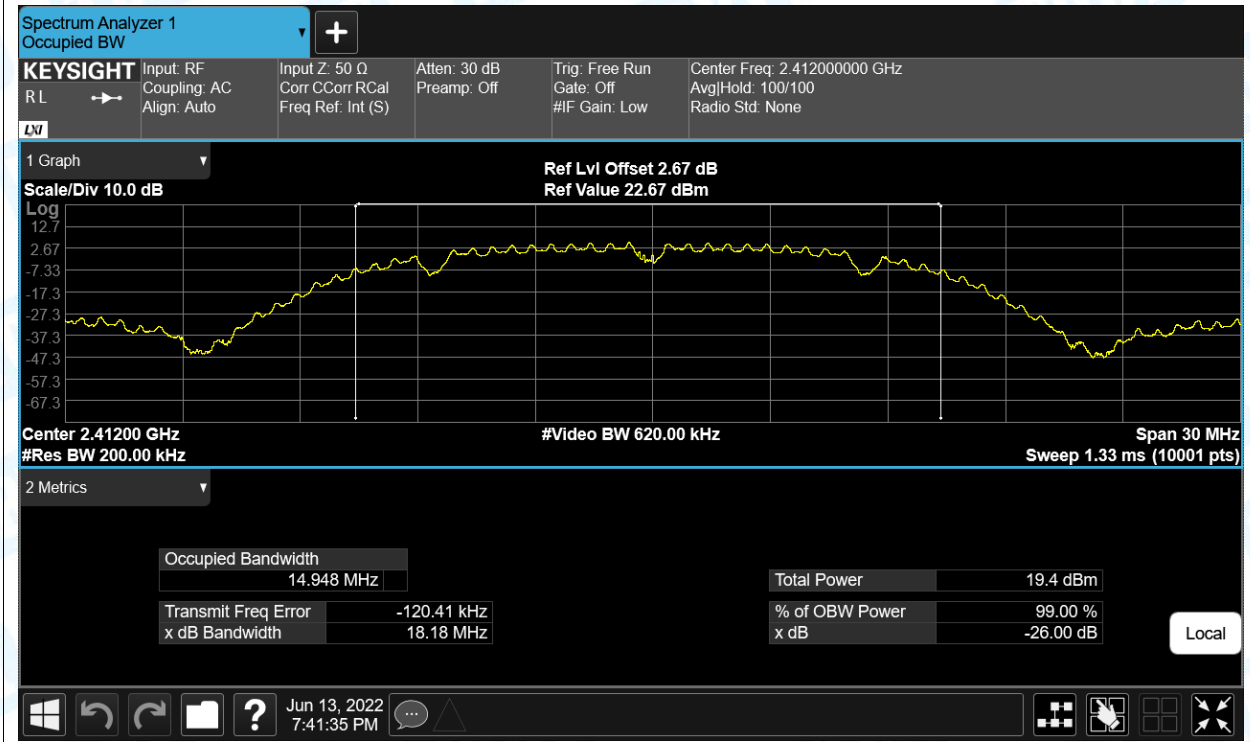 Spectrum Analyzer 1
Occupied BW
KEYSIGHT
R L
LXI
Input: RF
Coupling: AC
Align: Auto
Input Z: 50 Ω
Corr CCorr RCal
Freq Ref: Int (S)
Atten: 30 dB
Preamp: Off
Trig: Free Run
Gate: Off
#IF Gain: Low
Center Freq: 2.412000000 GHz
Avg|Hold: 100/100
Radio Std: None
1 Graph
Scale/Div 10.0 dB
Ref Lvl Offset 2.67 dB
Ref Value 22.67 dBm
Log
12.7
2.67
-7.33
-17.3
-27.3
-37.3
-47.3
-57.3
-67.3
Center 2.41200 GHz
#Video BW 620.00 kHz
Span 30 MHz
#Res BW 200.00 kHz
Sweep 1.33 ms (10001 pts)
2 Metrics
Occupied Bandwidth
14.948 MHz
Total Power 19.4 dBm
Transmit Freq Error -120.41 kHz
% of OBW Power 99.00 %
x dB Bandwidth 18.18 MHz
x dB -26.00 dB
Local
?
Jun 13, 2022
7:41:35 PM